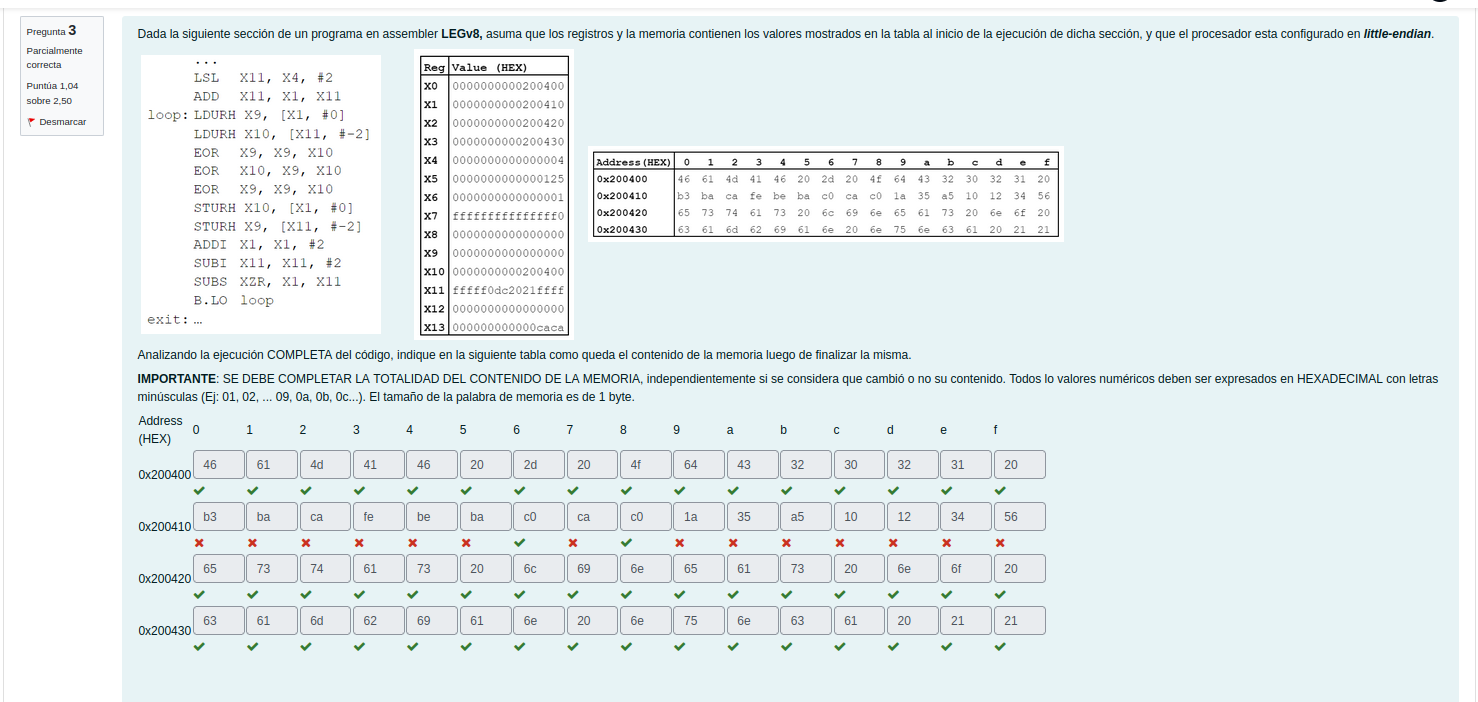 Pregunta 3
Parcialmente
correcta
Puntúa 1,04
sobre 2,50
Desmarcar
Dada la siguiente sección de un programa en assembler LEGv8, asuma que los registros y la memoria contienen los valores mostrados en la tabla al inicio de la ejecución de dicha sección, y que el procesador esta configurado en little-endian.
...
LSL X11, X4, #2
ADD X11, X1, X11
loop: LDURH X9, [X1, #0]
LDURH X10, [X11, #-2]
EOR X9, X9, X10
EOR X10, X9, X10
EOR X9, X9, X10
STURH X10, [X1, #0]
STURH X9, [X11, #-2]
ADDI X1, X1, #2
SUBI X11, X11, #2
SUBS XZR, X1, X11
B.LO loop
exit: …
Reg Value (HEX)
X0 0000000000200400
X1 0000000000200410
X2 0000000000200420
X3 0000000000200430
X4 0000000000000004
X5 0000000000000125
X6 0000000000000001
X7 fffffffffffffff0
X8 0000000000000000
X9 0000000000000000
X10 0000000000200400
X11 fffff0dc2021ffff
X12 0000000000000000
X13 000000000000caca
Address(HEX) 0 1 2 3 4 5 6 7 8 9 a b c d e f
0x200400 46 61 4d 41 46 20 2d 20 4f 64 43 32 30 32 31 20
0x200410 b3 ba ca fe be ba c0 ca c0 1a 35 a5 10 12 34 56
0x200420 65 73 74 61 73 20 6c 69 6e 65 61 73 20 6e 6f 20
0x200430 63 61 6d 62 69 61 6e 20 6e 75 6e 63 61 20 21 21
Analizando la ejecución COMPLETA del código, indique en la siguiente tabla como queda el contenido de la memoria luego de finalizar la misma.
IMPORTANTE: SE DEBE COMPLETAR LA TOTALIDAD DEL CONTENIDO DE LA MEMORIA, independientemente si se considera que cambió o no su contenido. Todos lo valores numéricos deben ser expresados en HEXADECIMAL con letras
minúsculas (Ej: 01, 02, ... 09, 0a, 0b, 0c...). El tamaño de la palabra de memoria es de 1 byte.
Address
(HEX) 0 1 2 3 4 5 6 7 8 9 a b c d e f
0x200400 46 61 4d 41 46 20 2d 20 4f 64 43 32 30 32 31 20
0x200410 b3 ba ca fe be ba c0 ca c0 1a 35 a5 10 12 34 56
0x200420 65 73 74 61 73 20 6c 69 6e 65 61 73 20 6e 6f 20
0x200430 63 61 6d 62 69 61 6e 20 6e 75 6e 63 61 20 21 21